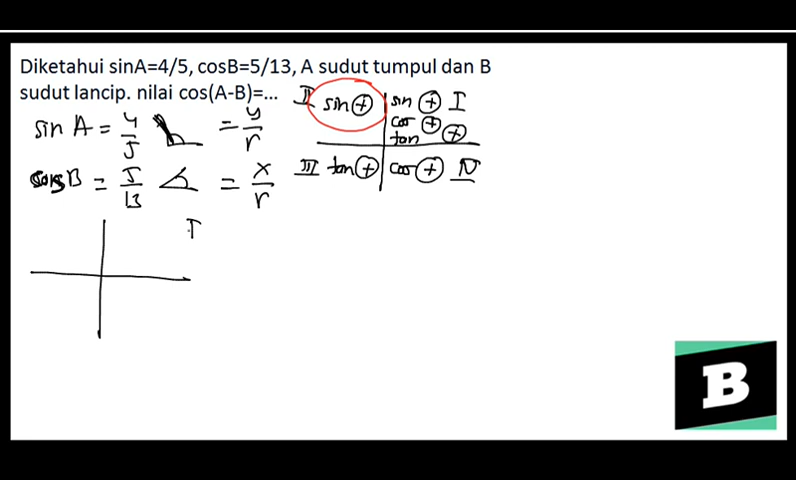 Diketahui sinA=4/5, cosB=5/13, A sudut tumpul dan B
sudut lancip. nilai cos(A-B)=...
II sin + | sin + I
cos +
tan +
III tan + | cos + IV
sin A = 4/5 = y/r
cos B = 5/13 = x/r
I
B